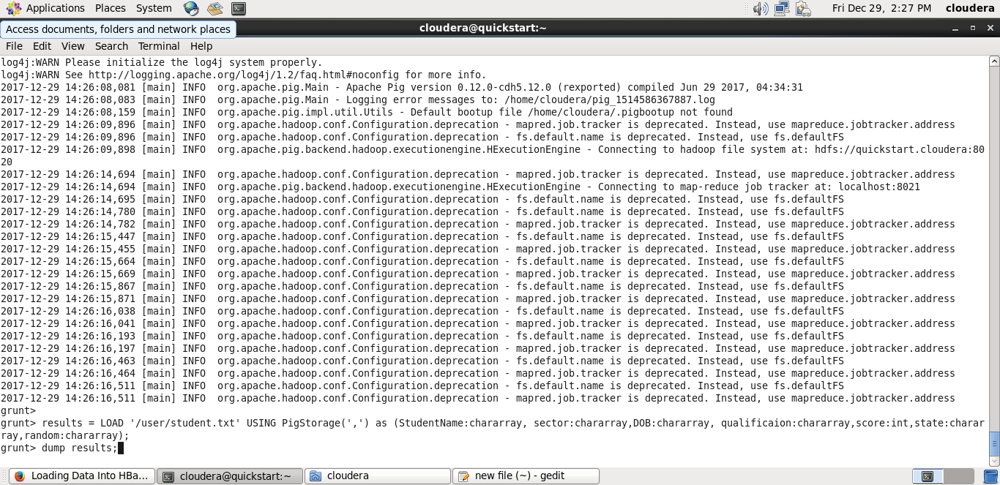 Applications Places System Fri Dec 29, 2:27 PM cloudera
Access documents, folders and network places
cloudera@quickstart:~
File Edit View Search Terminal Help
log4j:WARN Please initialize the log4j system properly.
log4j:WARN See http://logging.apache.org/log4j/1.2/faq.html#noconfig for more info.
2017-12-29 14:26:08,081 [main] INFO  org.apache.pig.Main - Apache Pig version 0.12.0-cdh5.12.0 (rexported) compiled Jun 29 2017, 04:34:31
2017-12-29 14:26:08,083 [main] INFO  org.apache.pig.Main - Logging error messages to: /home/cloudera/pig_1514586367887.log
2017-12-29 14:26:08,159 [main] INFO  org.apache.pig.impl.util.Utils - Default bootup file /home/cloudera/.pigbootup not found
2017-12-29 14:26:09,896 [main] INFO  org.apache.hadoop.conf.Configuration.deprecation - mapred.job.tracker is deprecated. Instead, use mapreduce.jobtracker.address
2017-12-29 14:26:09,896 [main] INFO  org.apache.hadoop.conf.Configuration.deprecation - fs.default.name is deprecated. Instead, use fs.defaultFS
2017-12-29 14:26:09,898 [main] INFO  org.apache.pig.backend.hadoop.executionengine.HExecutionEngine - Connecting to hadoop file system at: hdfs://quickstart.cloudera:80
20
2017-12-29 14:26:14,694 [main] INFO  org.apache.hadoop.conf.Configuration.deprecation - mapred.job.tracker is deprecated. Instead, use mapreduce.jobtracker.address
2017-12-29 14:26:14,694 [main] INFO  org.apache.pig.backend.hadoop.executionengine.HExecutionEngine - Connecting to map-reduce job tracker at: localhost:8021
2017-12-29 14:26:14,695 [main] INFO  org.apache.hadoop.conf.Configuration.deprecation - fs.default.name is deprecated. Instead, use fs.defaultFS
2017-12-29 14:26:14,780 [main] INFO  org.apache.hadoop.conf.Configuration.deprecation - fs.default.name is deprecated. Instead, use fs.defaultFS
2017-12-29 14:26:14,782 [main] INFO  org.apache.hadoop.conf.Configuration.deprecation - mapred.job.tracker is deprecated. Instead, use mapreduce.jobtracker.address
2017-12-29 14:26:15,447 [main] INFO  org.apache.hadoop.conf.Configuration.deprecation - fs.default.name is deprecated. Instead, use fs.defaultFS
2017-12-29 14:26:15,455 [main] INFO  org.apache.hadoop.conf.Configuration.deprecation - mapred.job.tracker is deprecated. Instead, use mapreduce.jobtracker.address
2017-12-29 14:26:15,664 [main] INFO  org.apache.hadoop.conf.Configuration.deprecation - fs.default.name is deprecated. Instead, use fs.defaultFS
2017-12-29 14:26:15,669 [main] INFO  org.apache.hadoop.conf.Configuration.deprecation - mapred.job.tracker is deprecated. Instead, use mapreduce.jobtracker.address
2017-12-29 14:26:15,867 [main] INFO  org.apache.hadoop.conf.Configuration.deprecation - fs.default.name is deprecated. Instead, use fs.defaultFS
2017-12-29 14:26:15,871 [main] INFO  org.apache.hadoop.conf.Configuration.deprecation - mapred.job.tracker is deprecated. Instead, use mapreduce.jobtracker.address
2017-12-29 14:26:16,038 [main] INFO  org.apache.hadoop.conf.Configuration.deprecation - fs.default.name is deprecated. Instead, use fs.defaultFS
2017-12-29 14:26:16,041 [main] INFO  org.apache.hadoop.conf.Configuration.deprecation - mapred.job.tracker is deprecated. Instead, use mapreduce.jobtracker.address
2017-12-29 14:26:16,193 [main] INFO  org.apache.hadoop.conf.Configuration.deprecation - fs.default.name is deprecated. Instead, use fs.defaultFS
2017-12-29 14:26:16,197 [main] INFO  org.apache.hadoop.conf.Configuration.deprecation - mapred.job.tracker is deprecated. Instead, use mapreduce.jobtracker.address
2017-12-29 14:26:16,463 [main] INFO  org.apache.hadoop.conf.Configuration.deprecation - fs.default.name is deprecated. Instead, use fs.defaultFS
2017-12-29 14:26:16,464 [main] INFO  org.apache.hadoop.conf.Configuration.deprecation - mapred.job.tracker is deprecated. Instead, use mapreduce.jobtracker.address
2017-12-29 14:26:16,511 [main] INFO  org.apache.hadoop.conf.Configuration.deprecation - fs.default.name is deprecated. Instead, use fs.defaultFS
2017-12-29 14:26:16,511 [main] INFO  org.apache.hadoop.conf.Configuration.deprecation - mapred.job.tracker is deprecated. Instead, use mapreduce.jobtracker.address
grunt>
grunt> results = LOAD '/user/student.txt' USING PigStorage(',') as (StudentName:chararray, sector:chararray,DOB:chararray, qualificaion:chararray,score:int,state:charar
ray,random:chararray);
grunt> dump results;
Loading Data Into HBa... cloudera@quickstart:~ cloudera new file (~) - gedit